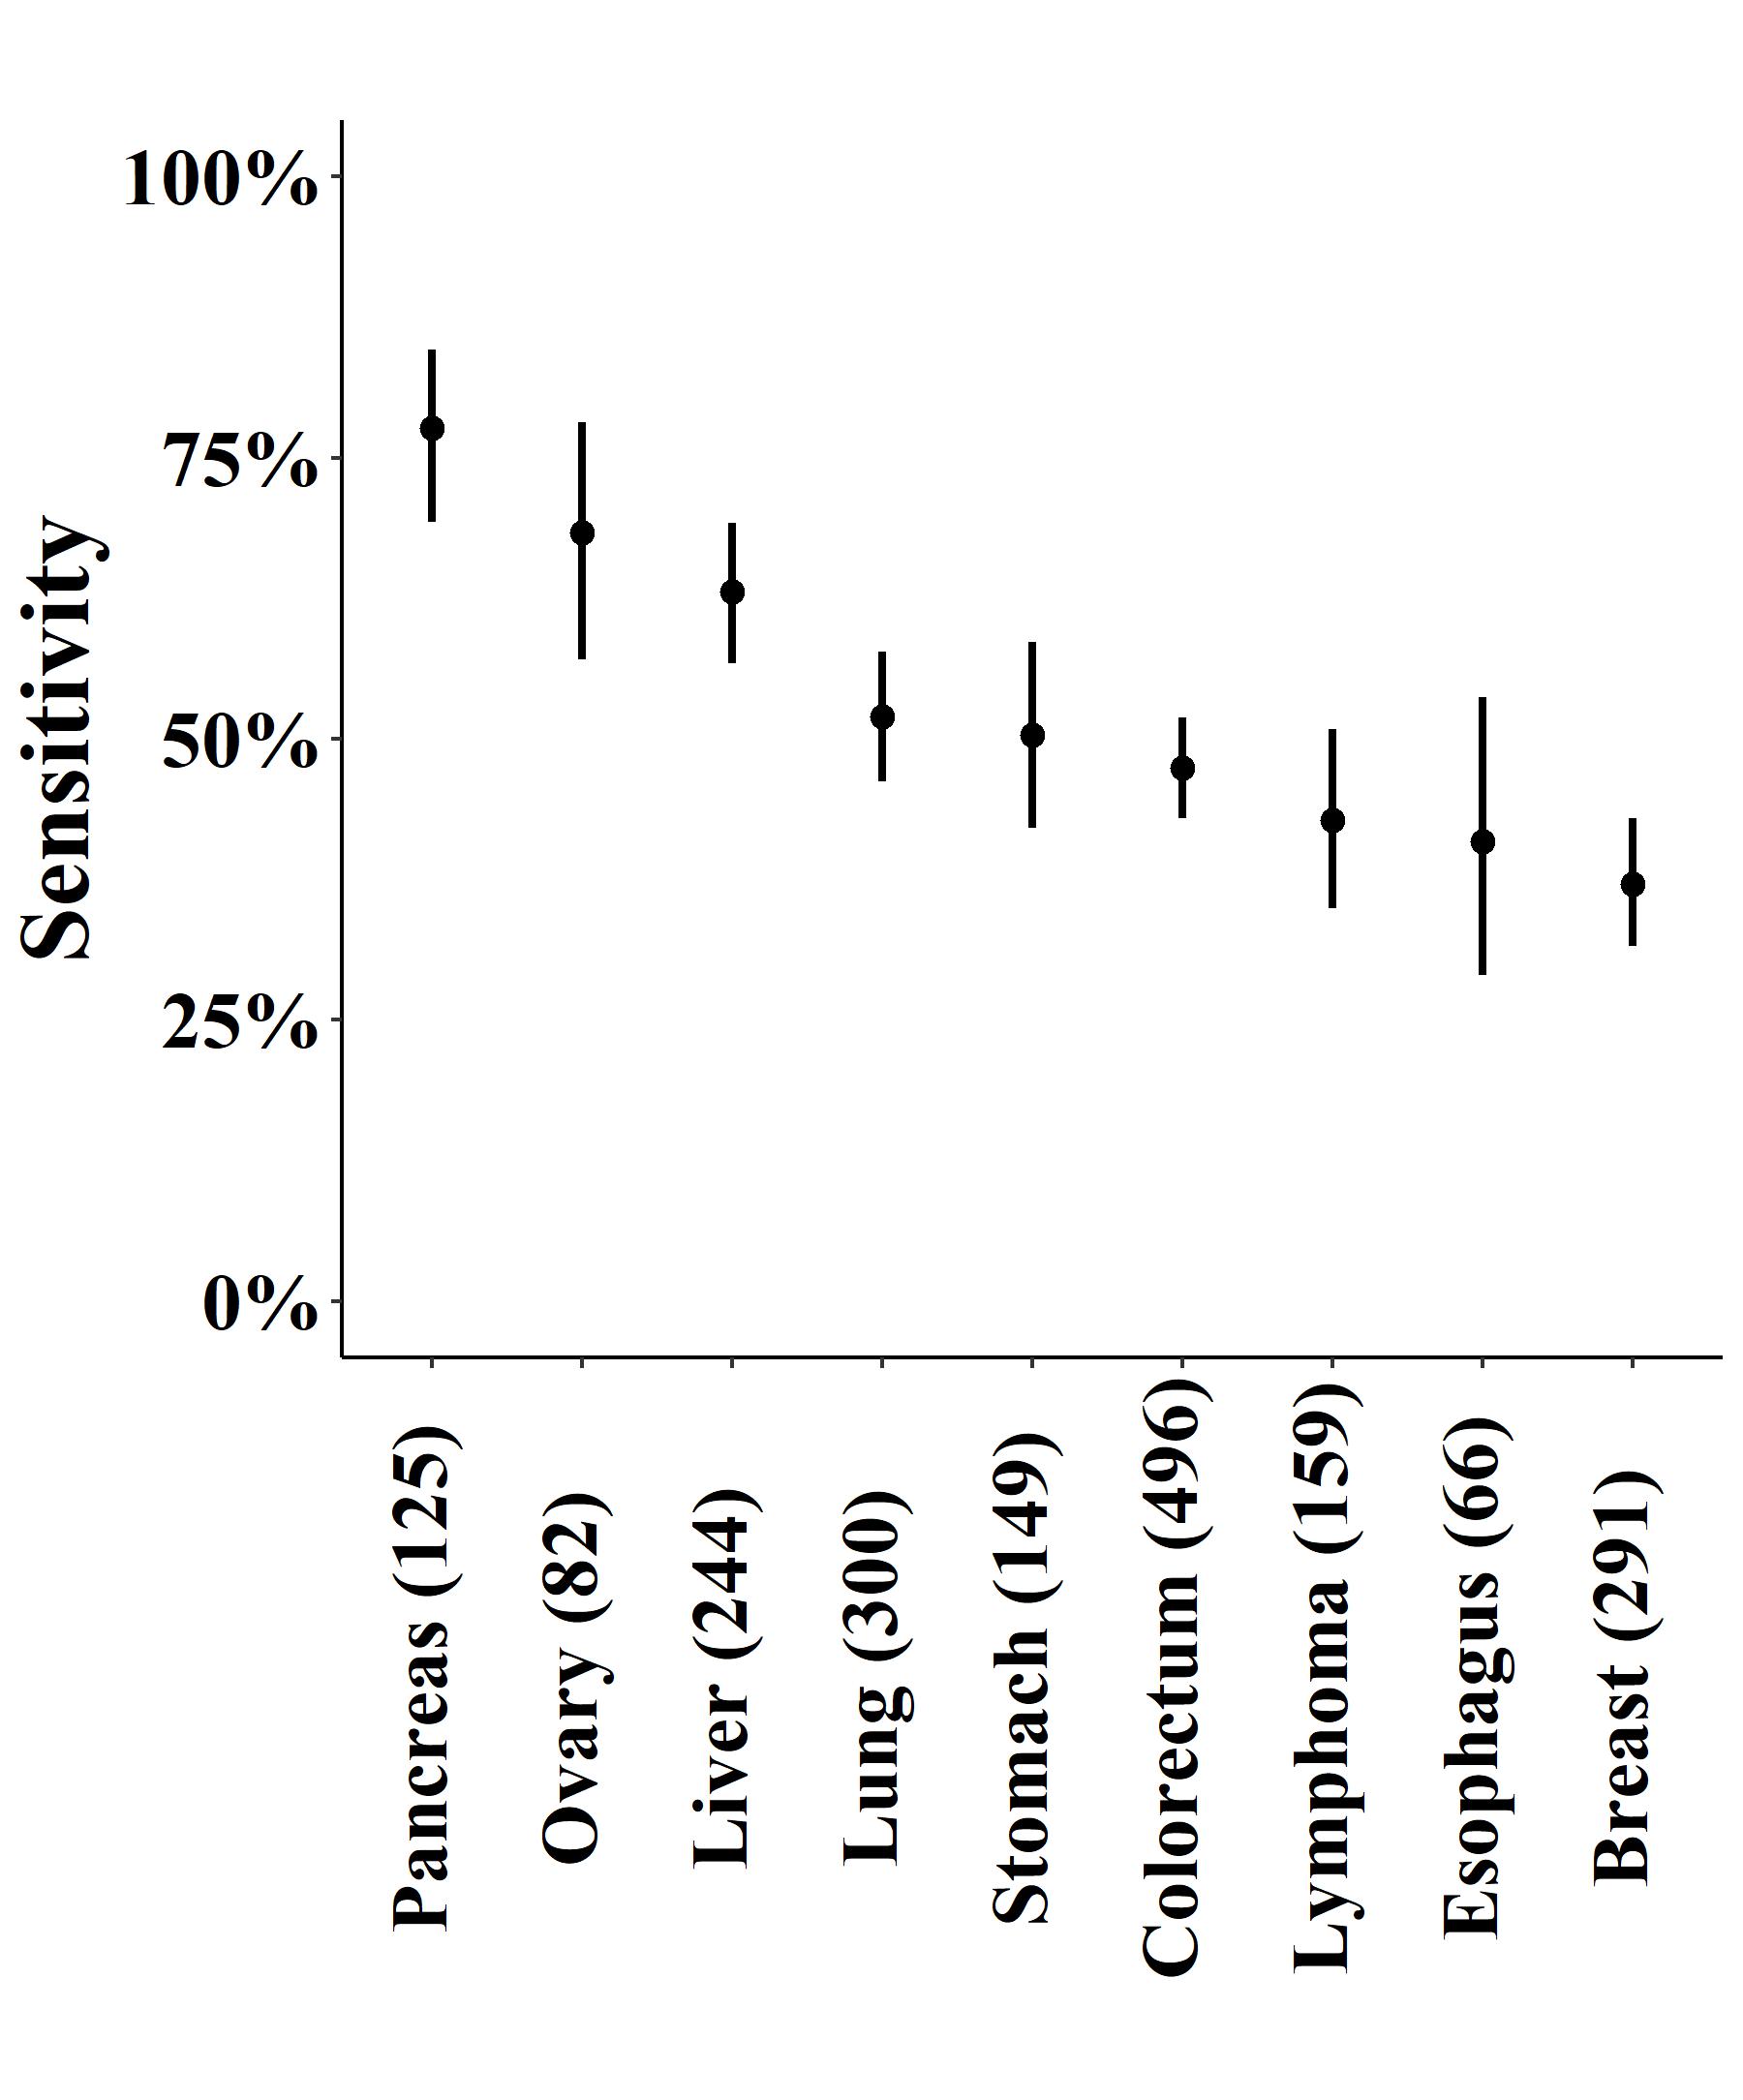 Sensitivity
100%
75%
50%
25%
0%
Pancreas (125)
Ovary (82)
Liver (244)
Lung (300)
Stomach (149)
Colorectum (496)
Lymphoma (159)
Esophagus (66)
Breast (291)